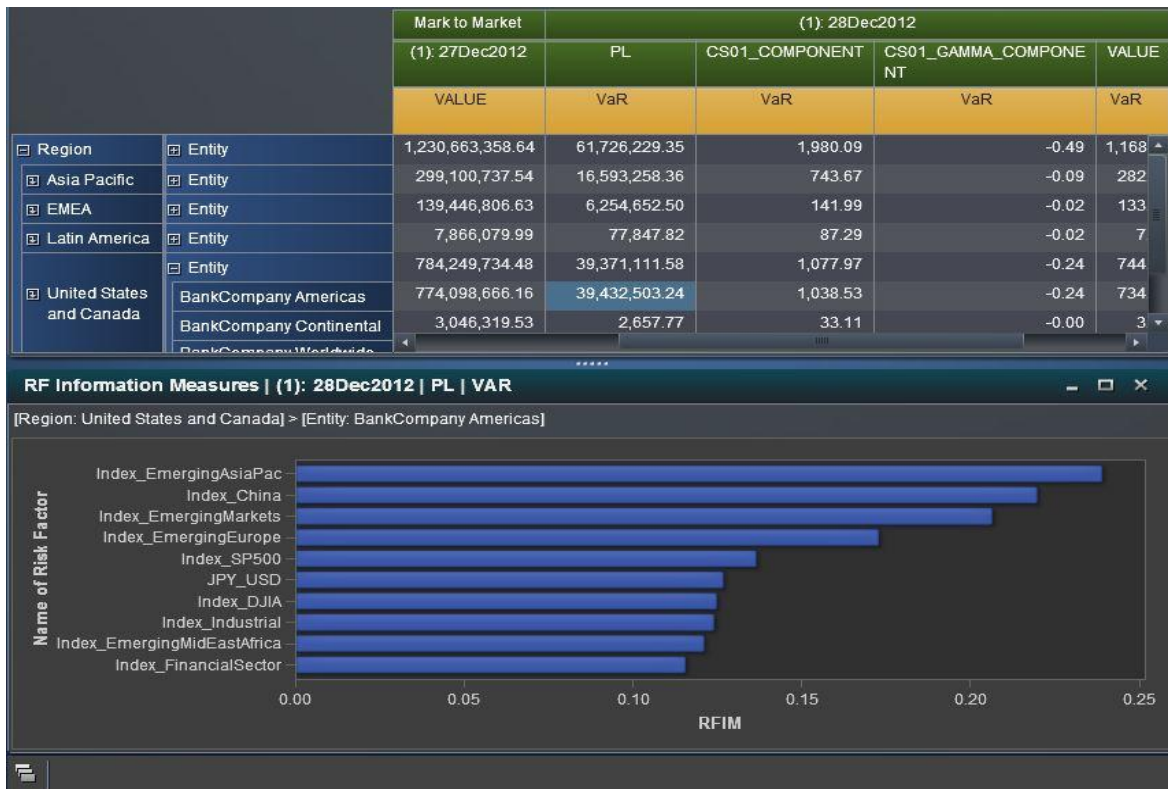 Mark to Market (1): 28Dec2012
(1): 27Dec2012 PL CS01_COMPONENT CS01_GAMMA_COMPONE
NT VALUE
VALUE VaR VaR VaR VaR
Region Entity 1,230,663,358.64 61,726,229.35 1,980.09 -0.49 1,168
Asia Pacific Entity 299,100,737.54 16,593,258.36 743.67 -0.09 282
EMEA Entity 139,446,806.63 6,254,652.50 141.99 -0.02 133
Latin America Entity 7,866,079.99 77,847.82 87.29 -0.02 7
Entity 784,249,734.48 39,371,111.58 1,077.97 -0.24 744
United States
and Canada
BankCompany Americas 774,098,666.16 39,432,503.24 1,038.53 -0.24 734
BankCompany Continental 3,046,319.53 2,657.77 33.11 -0.00 3
BankCompany Worldwide
RF Information Measures | (1): 28Dec2012 | PL | VAR
[Region: United States and Canada] > [Entity: BankCompany Americas]
Name of Risk Factor
Index_EmergingAsiaPac
Index_China
Index_EmergingMarkets
Index_EmergingEurope
Index_SP500
JPY_USD
Index_DJIA
Index_Industrial
Index_EmergingMidEastAfrica
Index_FinancialSector
0.00 0.05 0.10 0.15 0.20 0.25
RFIM